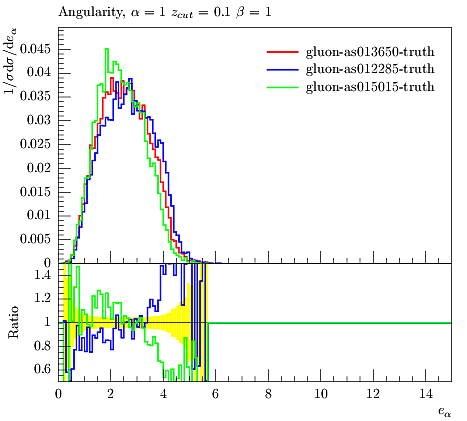 Angularity, α = 1 z_cut = 0.1 β = 1
1/σ dσ/de_α
gluon-as013650-truth
gluon-as012285-truth
gluon-as015015-truth
0.045
0.04
0.035
0.03
0.025
0.02
0.015
0.01
0.005
0
Ratio
1.4
1.2
1
0.8
0.6
0 2 4 6 8 10 12 14
e_α